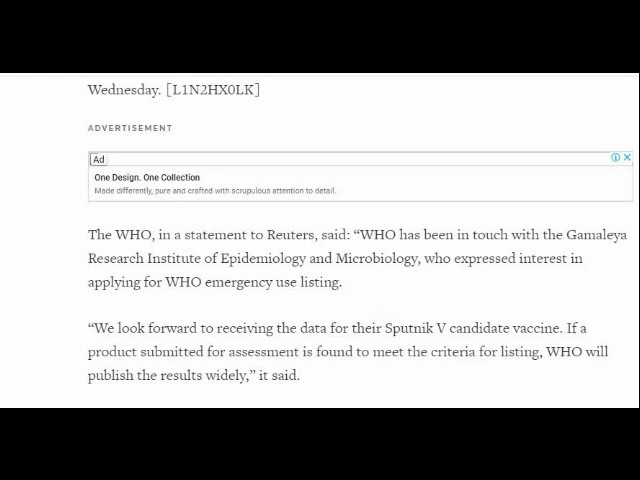 Wednesday. [L1N2HX0LK]
ADVERTISEMENT
Ad
One Design. One Collection
Made differently, pure and crafted with scrupulous attention to detail.
The WHO, in a statement to Reuters, said: “WHO has been in touch with the Gamaleya
Research Institute of Epidemiology and Microbiology, who expressed interest in
applying for WHO emergency use listing.
“We look forward to receiving the data for their Sputnik V candidate vaccine. If a
product submitted for assessment is found to meet the criteria for listing, WHO will
publish the results widely,” it said.